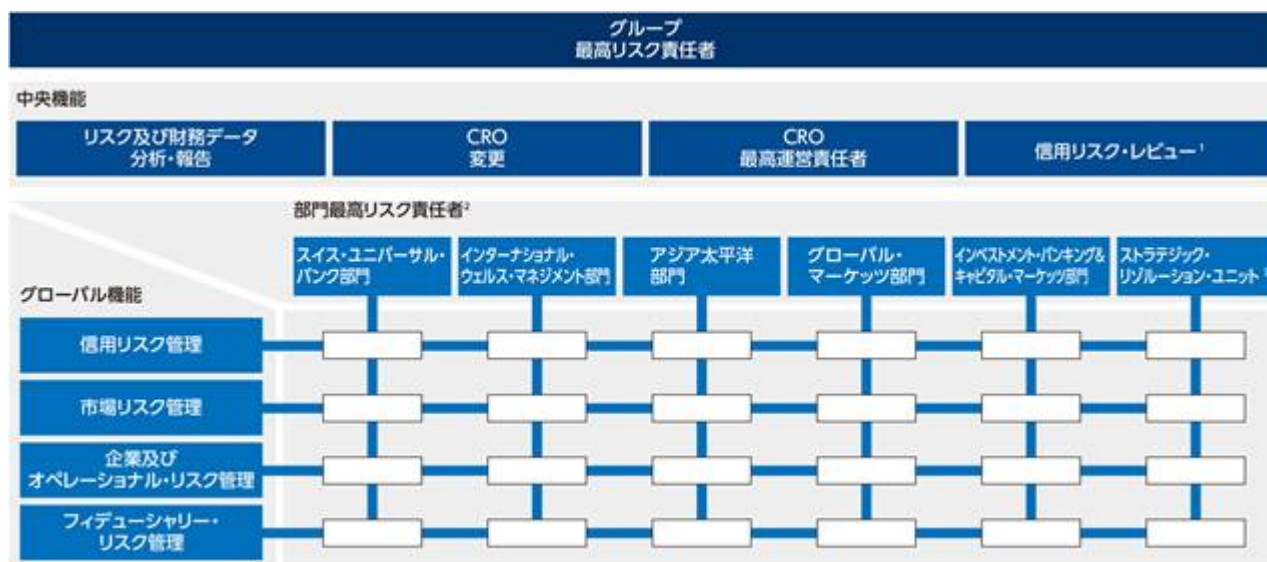 グループ
最高リスク責任者
中央機能
リスク及び財務データ
分析・報告
CRO
変更
CRO
最高運営責任者
信用リスク・レビュー¹
部門最高リスク責任者²
スイス・ユニバーサル・
バンク部門
インターナショナル・
ウェルス・マネジメント部門
アジア太平洋
部門
グローバル・
マーケッツ部門
インベストメント・バンキング&
キャピタル・マーケッツ部門
ストラテジック・
リゾルーション・ユニット
グローバル機能
信用リスク管理
市場リスク管理
企業及び
オペレーショナル・リスク管理
フィデューシャリー・
リスク管理